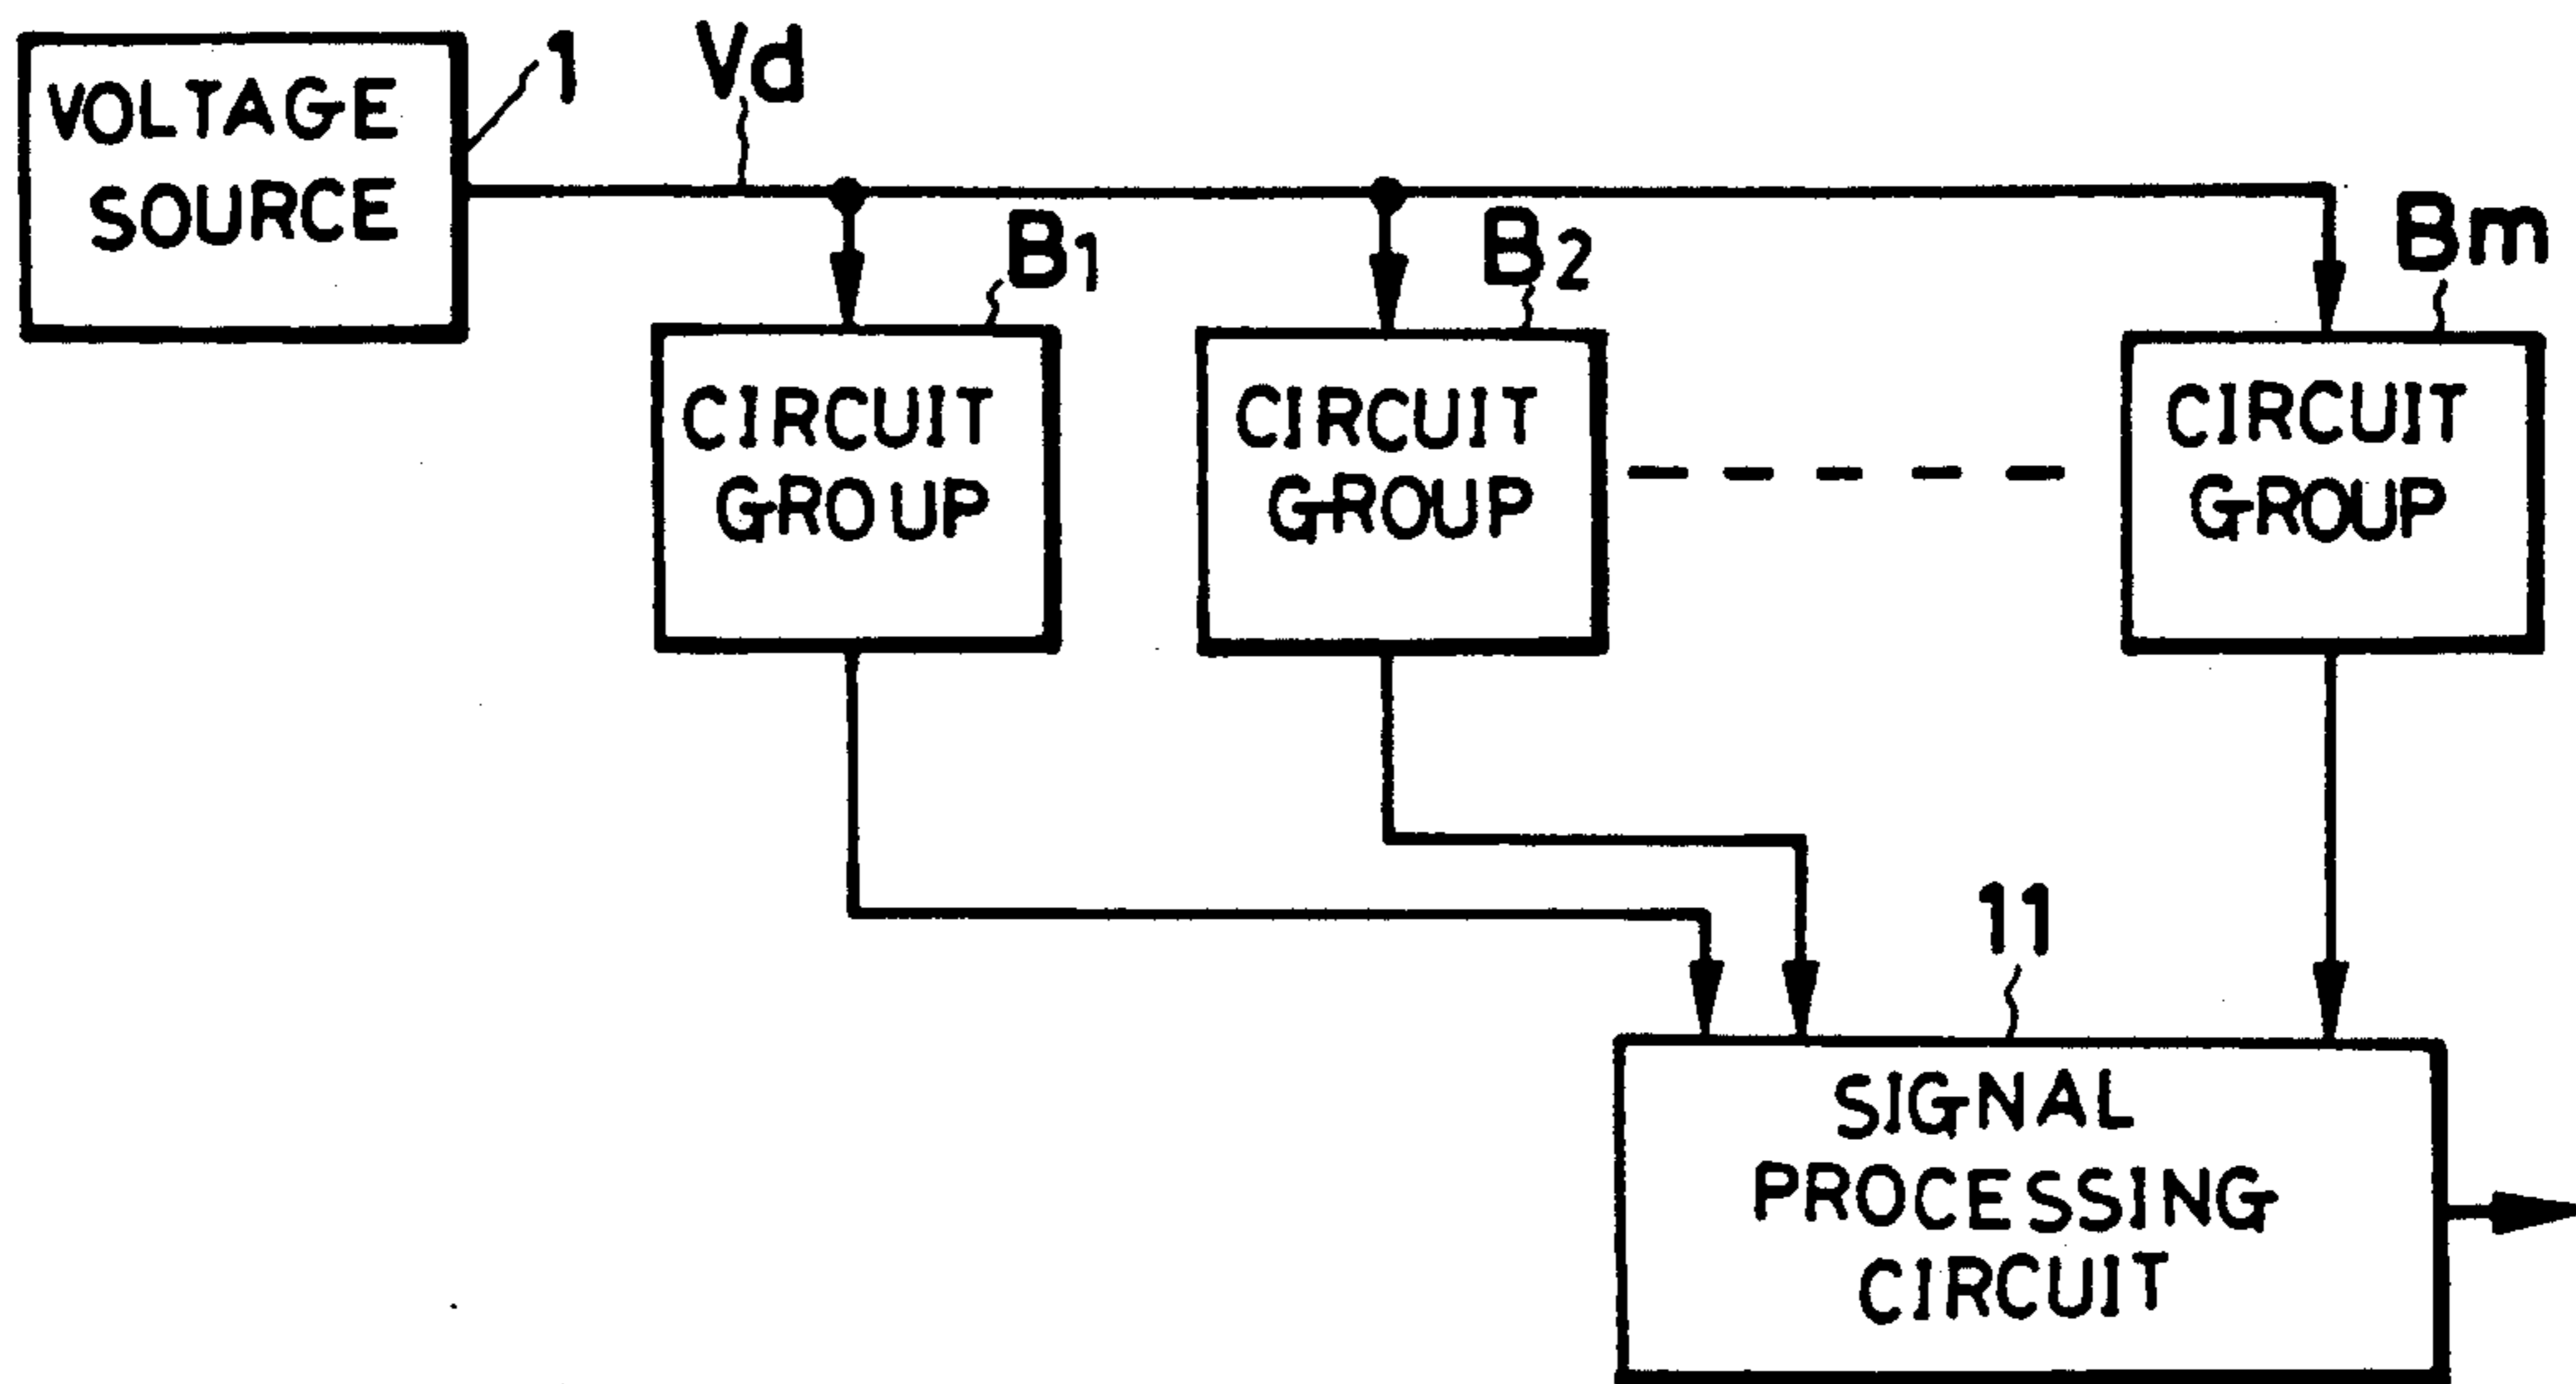 VOLTAGE
SOURCE
1
Vd
B1
B2
Bm
CIRCUIT
GROUP
CIRCUIT
GROUP
CIRCUIT
GROUP
11
SIGNAL
PROCESSING
CIRCUIT